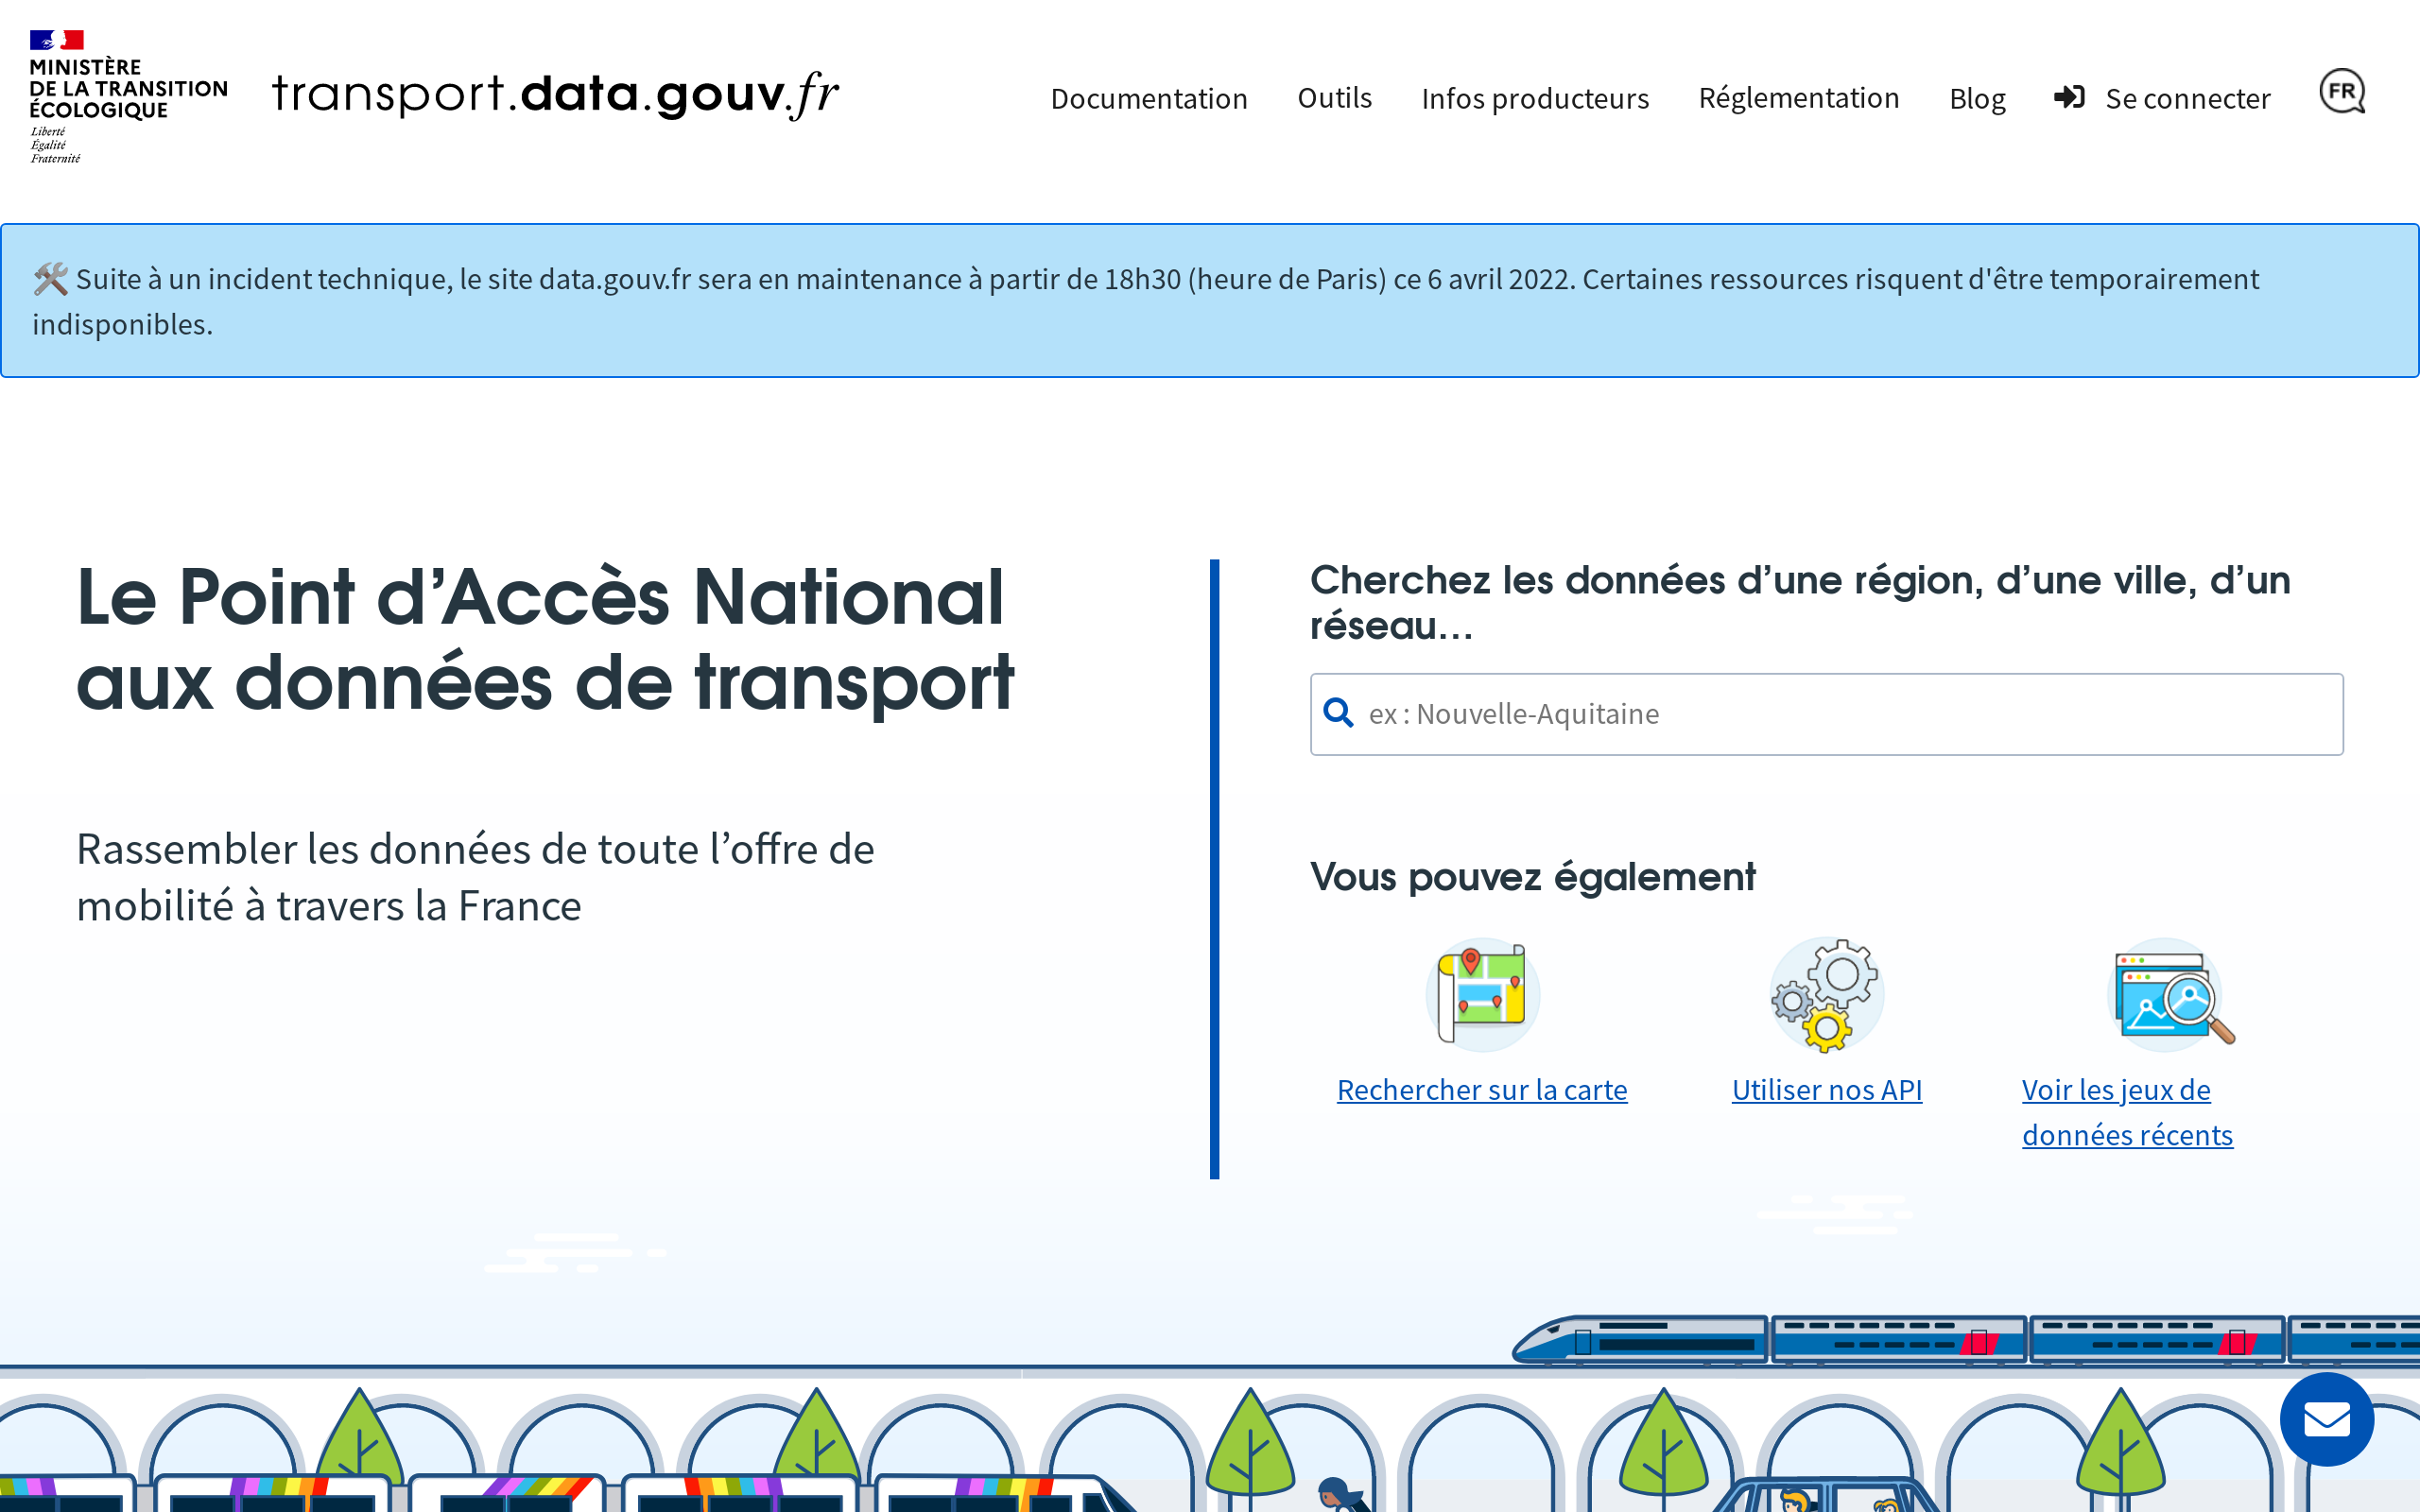 MINISTÈRE
DE LA TRANSITION
ÉCOLOGIQUE
Liberté
Égalité
Fraternité
transport.data.gouv.fr
Documentation
Outils
Infos producteurs
Réglementation
Blog
Se connecter
FR
Suite à un incident technique, le site data.gouv.fr sera en maintenance à partir de 18h30 (heure de Paris) ce 6 avril 2022. Certaines ressources risquent d'être temporairement
indisponibles.
Le Point d’Accès National
aux données de transport
Rassembler les données de toute l’offre de
mobilité à travers la France
Cherchez les données d’une région, d’une ville, d’un
réseau…
ex : Nouvelle-Aquitaine
Vous pouvez également
Rechercher sur la carte
Utiliser nos API
Voir les jeux de
données récents